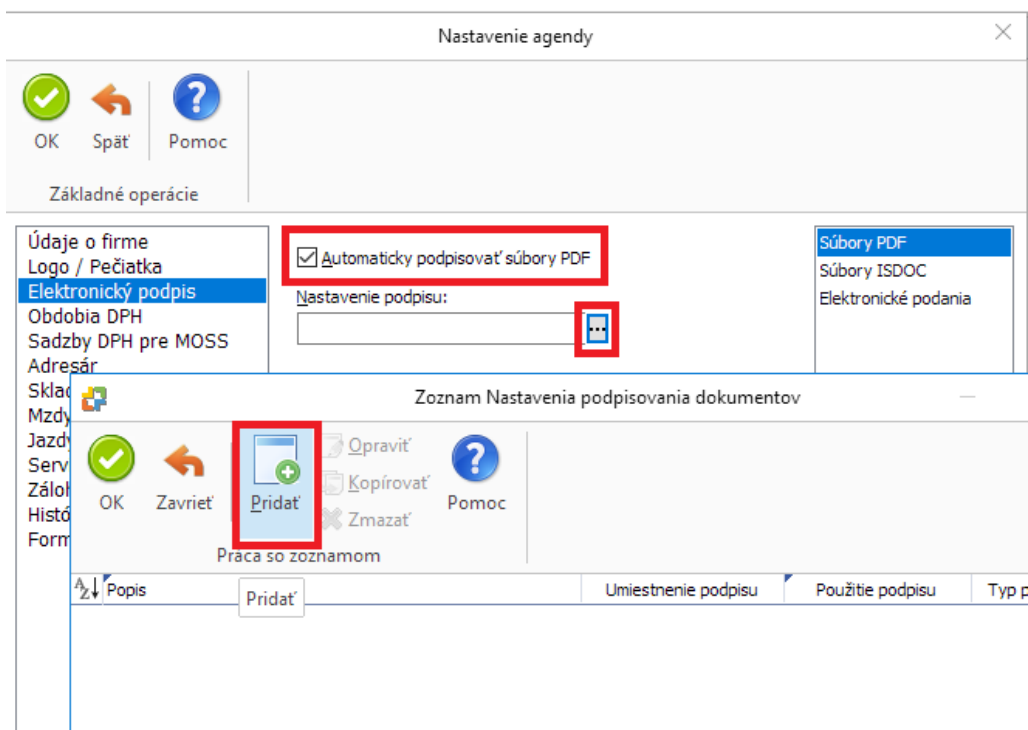 Nastavenie agendy
OK
Späť
Pomoc
Základné operácie
Údaje o firme
Logo / Pečiatka
Elektronický podpis
Obdobia DPH
Sadzby DPH pre MOSS
Adresár
Mzdy
Automaticky podpisovať súbory PDF
Nastavenie podpisu:
...
Súbory PDF
Súbory ISDOC
Elektronické podania
Zoznam Nastavenia podpisovania dokumentov
OK
Zavrieť
Pridať
Opraviť
Kopírovať
Zmazať
Pomoc
Práca so zoznamom
Popis
Umiestnenie podpisu
Použitie podpisu
Typ
Pridať